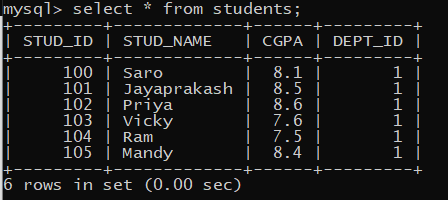 mysql> select * from students;
+---------+-------------+------+---------+
| STUD_ID | STUD_NAME   | CGPA | DEPT_ID |
+---------+-------------+------+---------+
|     100 | Saro        |  8.1 |       1 |
|     101 | Jayaprakash |  8.5 |       1 |
|     102 | Priya       |  8.6 |       1 |
|     103 | Vicky       |  7.6 |       1 |
|     104 | Ram         |  7.5 |       1 |
|     105 | Mandy       |  8.4 |       1 |
+---------+-------------+------+---------+
6 rows in set (0.00 sec)